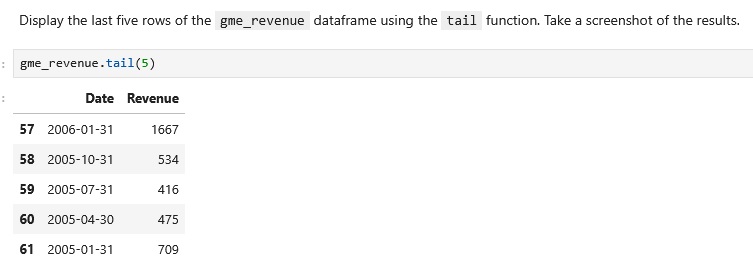 Display the last five rows of the gme_revenue dataframe using the tail function. Take a screenshot of the results.
: gme_revenue.tail(5)
: Date Revenue
57 2006-01-31 1667
58 2005-10-31 534
59 2005-07-31 416
60 2005-04-30 475
61 2005-01-31 709